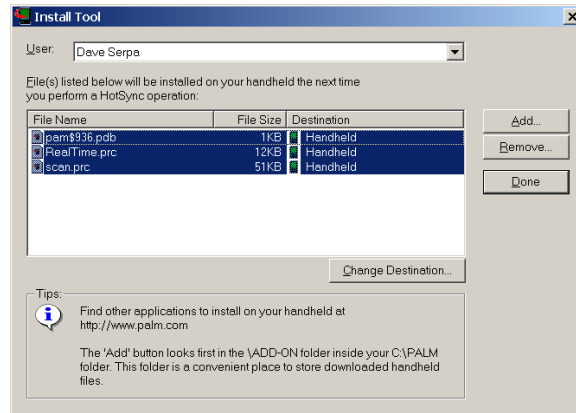 Install Tool
User: Dave Serpa
File(s) listed below will be installed on your handheld the next time
you perform a HotSync operation:
File Name File Size Destination
pam$936.pdb 1KB Handheld
RealTime.prc 12KB Handheld
scan.prc 51KB Handheld
Add...
Remove...
Done
Change Destination...
Tips:
Find other applications to install on your handheld at
http://www.palm.com
The 'Add' button looks first in the \ADD-ON folder inside your C:\PALM
folder. This folder is a convenient place to store downloaded handheld
files.